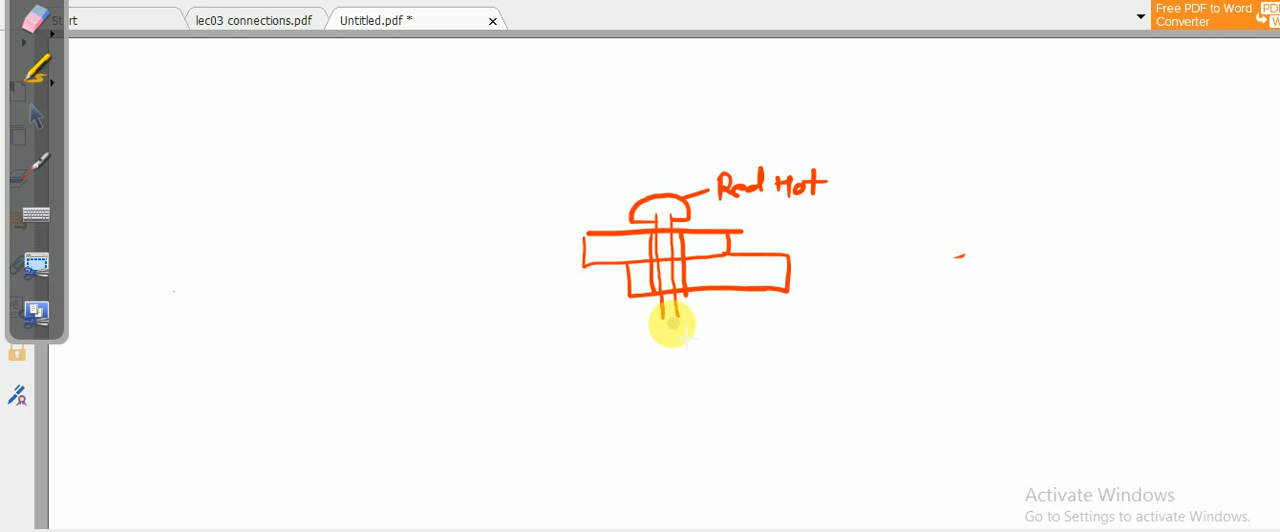 Start
lec03 connections.pdf
Untitled.pdf *
Free PDF to Word
Converter
Red Hot
Activate Windows
Go to Settings to activate Windows.